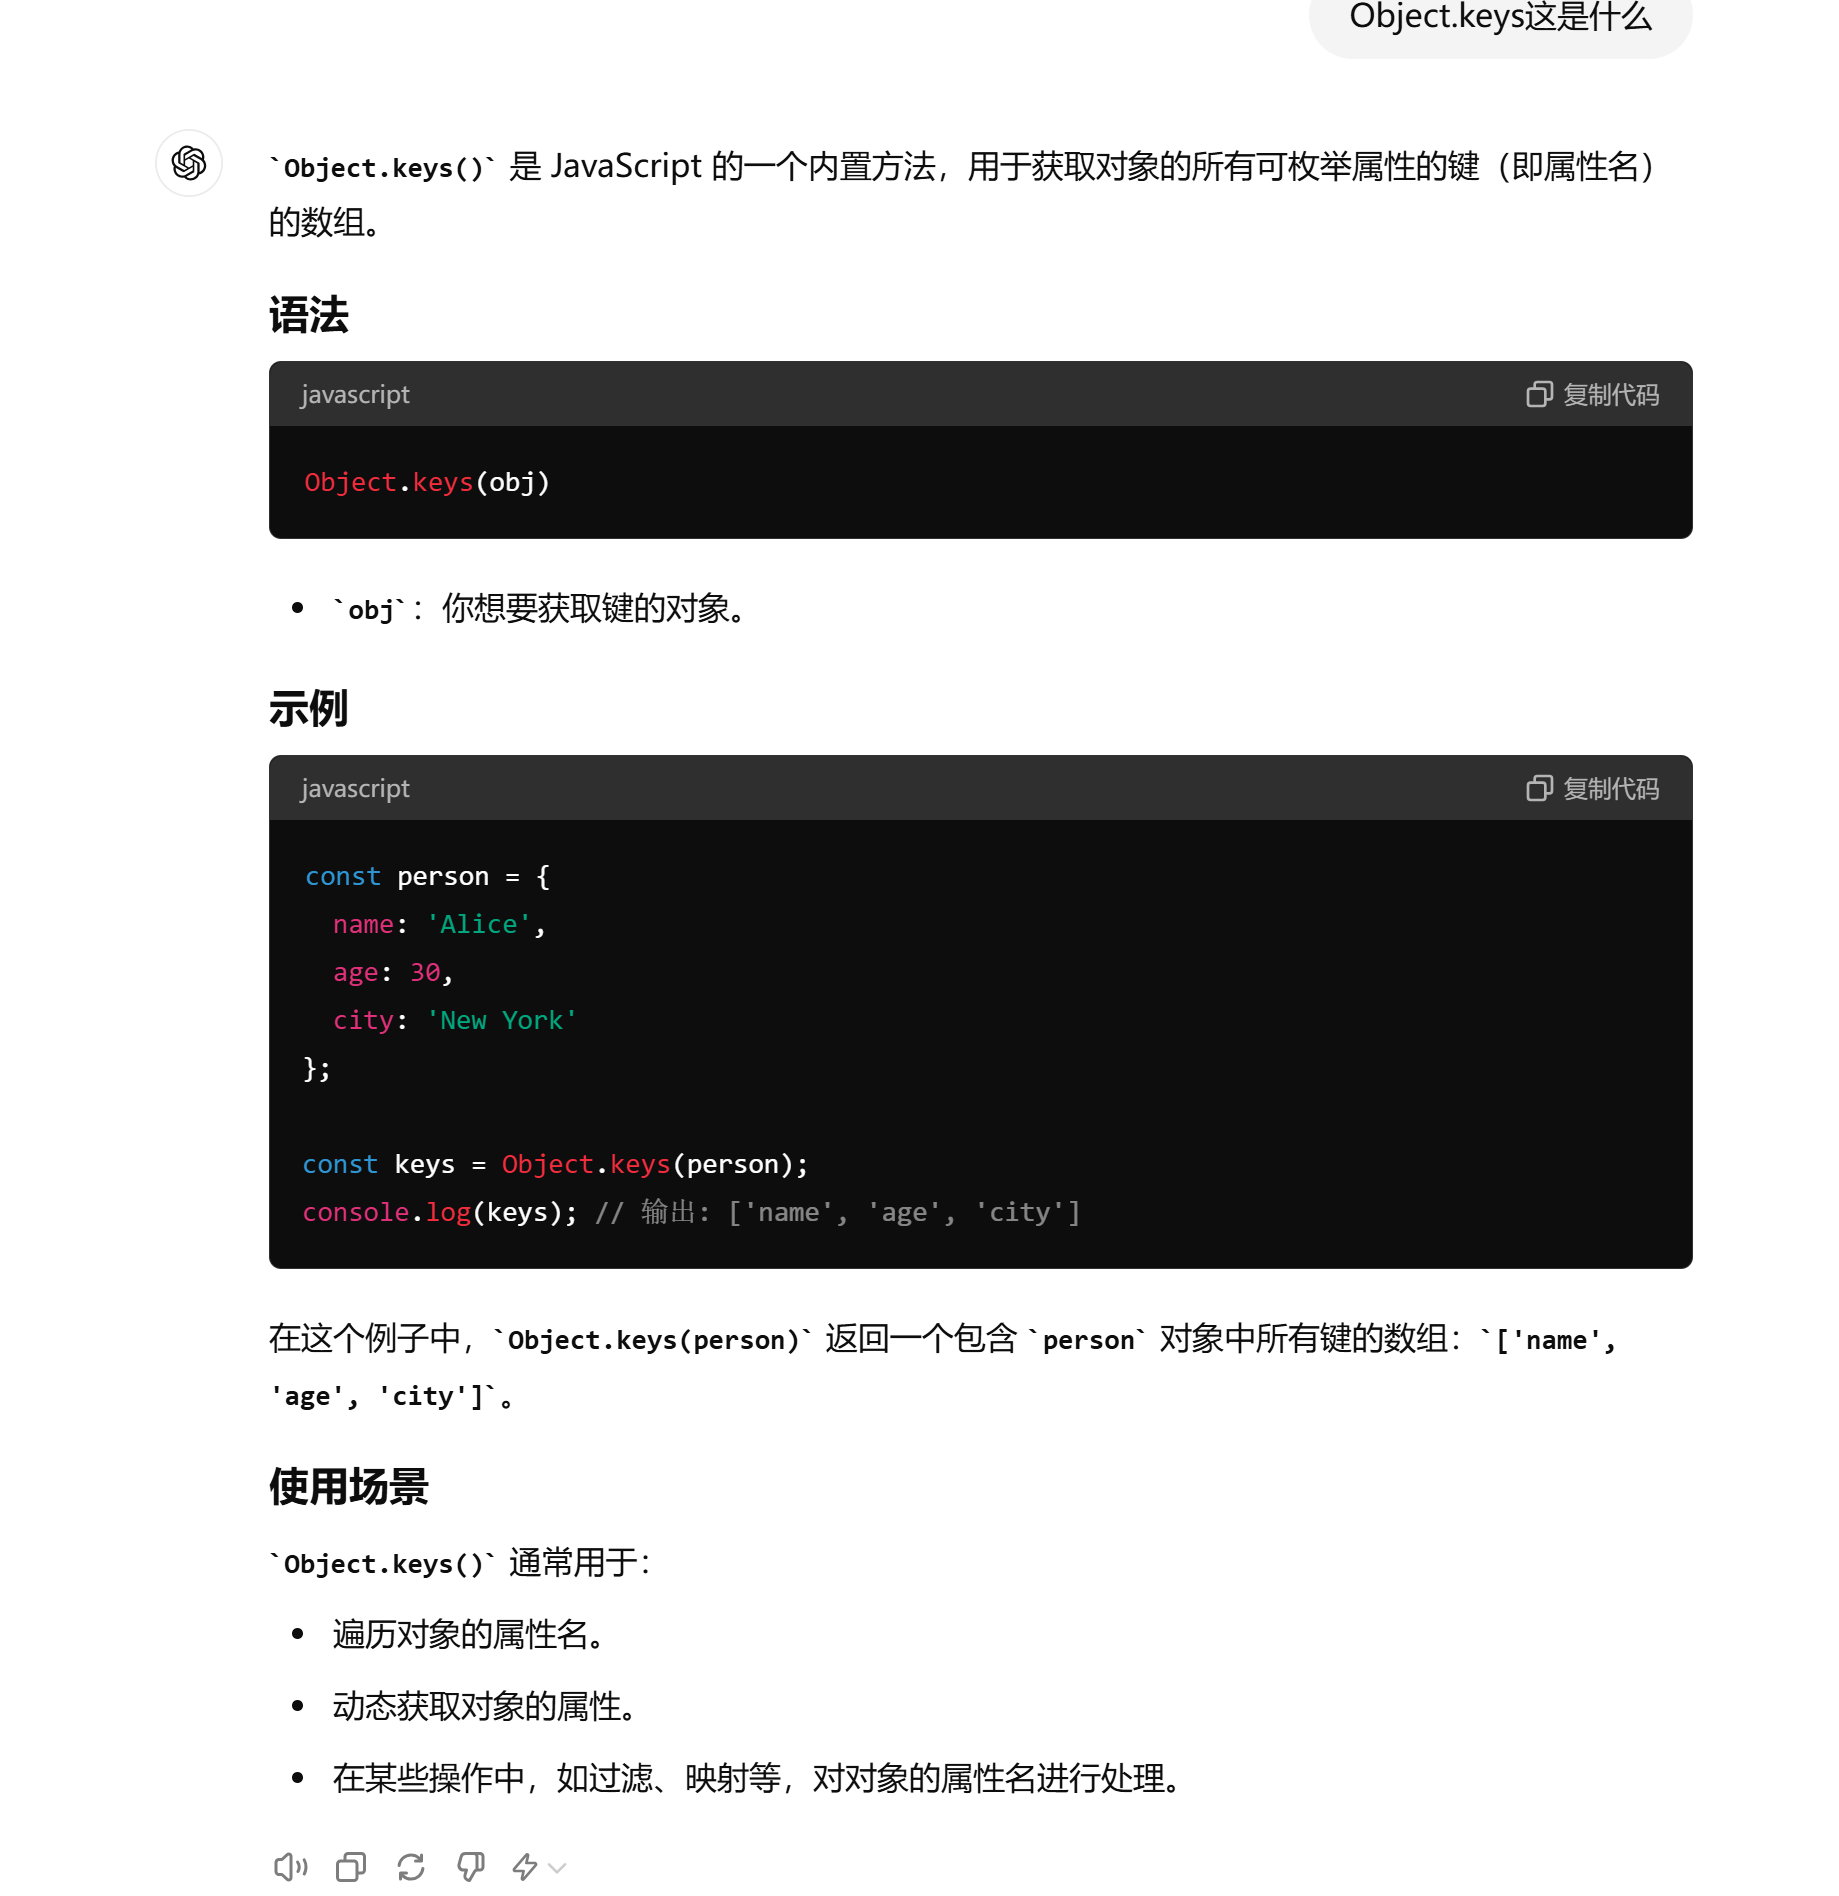 Object.keys这是什么
`Object.keys()` 是 JavaScript 的一个内置方法，用于获取对象的所有可枚举属性的键（即属性名）
的数组。
语法
javascript
复制代码
Object.keys(obj)
• `obj`：你想要获取键的对象。
示例
javascript
复制代码
const person = {
  name: 'Alice',
  age: 30,
  city: 'New York'
};
const keys = Object.keys(person);
console.log(keys); // 输出: ['name', 'age', 'city']
在这个例子中，`Object.keys(person)` 返回一个包含 `person` 对象中所有键的数组：`['name',
'age', 'city']`。
使用场景
`Object.keys()` 通常用于：
• 遍历对象的属性名。
• 动态获取对象的属性。
• 在某些操作中，如过滤、映射等，对对象的属性名进行处理。